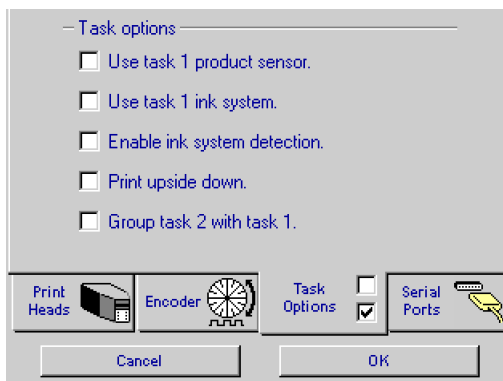 Task options
Use task 1 product sensor.
Use task 1 ink system.
Enable ink system detection.
Print upside down.
Group task 2 with task 1.
Print
Heads
Encoder
Task
Options
Serial
Ports
Cancel
OK